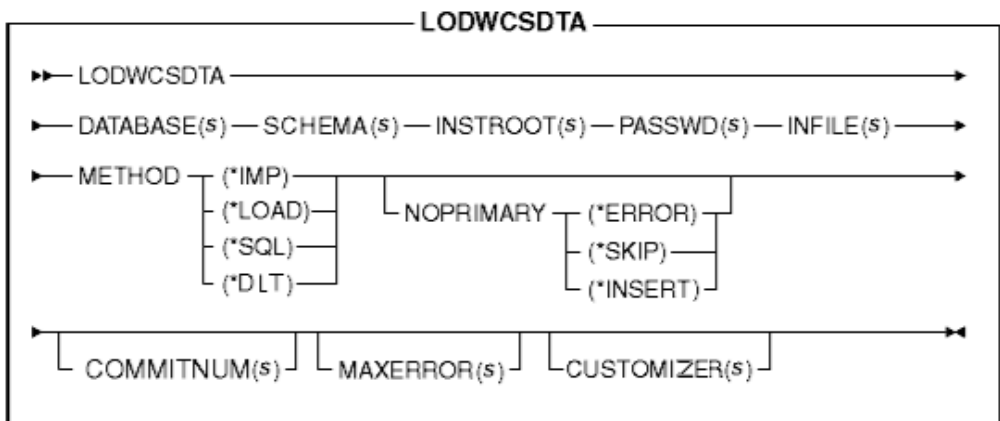 LODWCSDTA
LODWCSDTA
DATABASE(s) SCHEMA(s) INSTROOT(s) PASSWD(s) INFILE(s)
METHOD (*IMP)
(*LOAD) NOPRIMARY (*ERROR)
(*SQL) (*SKIP)
(*DLT) (*INSERT)
COMMITNUM(s) MAXERROR(s) CUSTOMIZER(s)